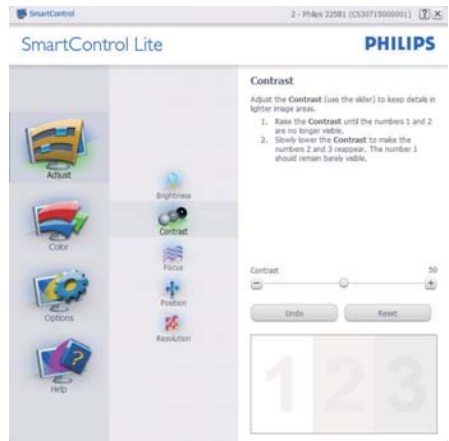 SmartControl
2 - Philips 225B1 (CS30715000001)
SmartControl Lite
PHILIPS
Contrast
Adjust the Contrast (use the slider) to keep details in
lighter image areas.
1. Raise the Contrast until the numbers 1 and 2
are no longer visible.
2. Slowly lower the Contrast to make the
numbers 2 and 3 reappear. The number 1
should remain barely visible.
Adjust
Color
Options
Help
Brightness
Contrast
Focus
Position
Resolution
Contrast 50
Undo Reset
1 2 3